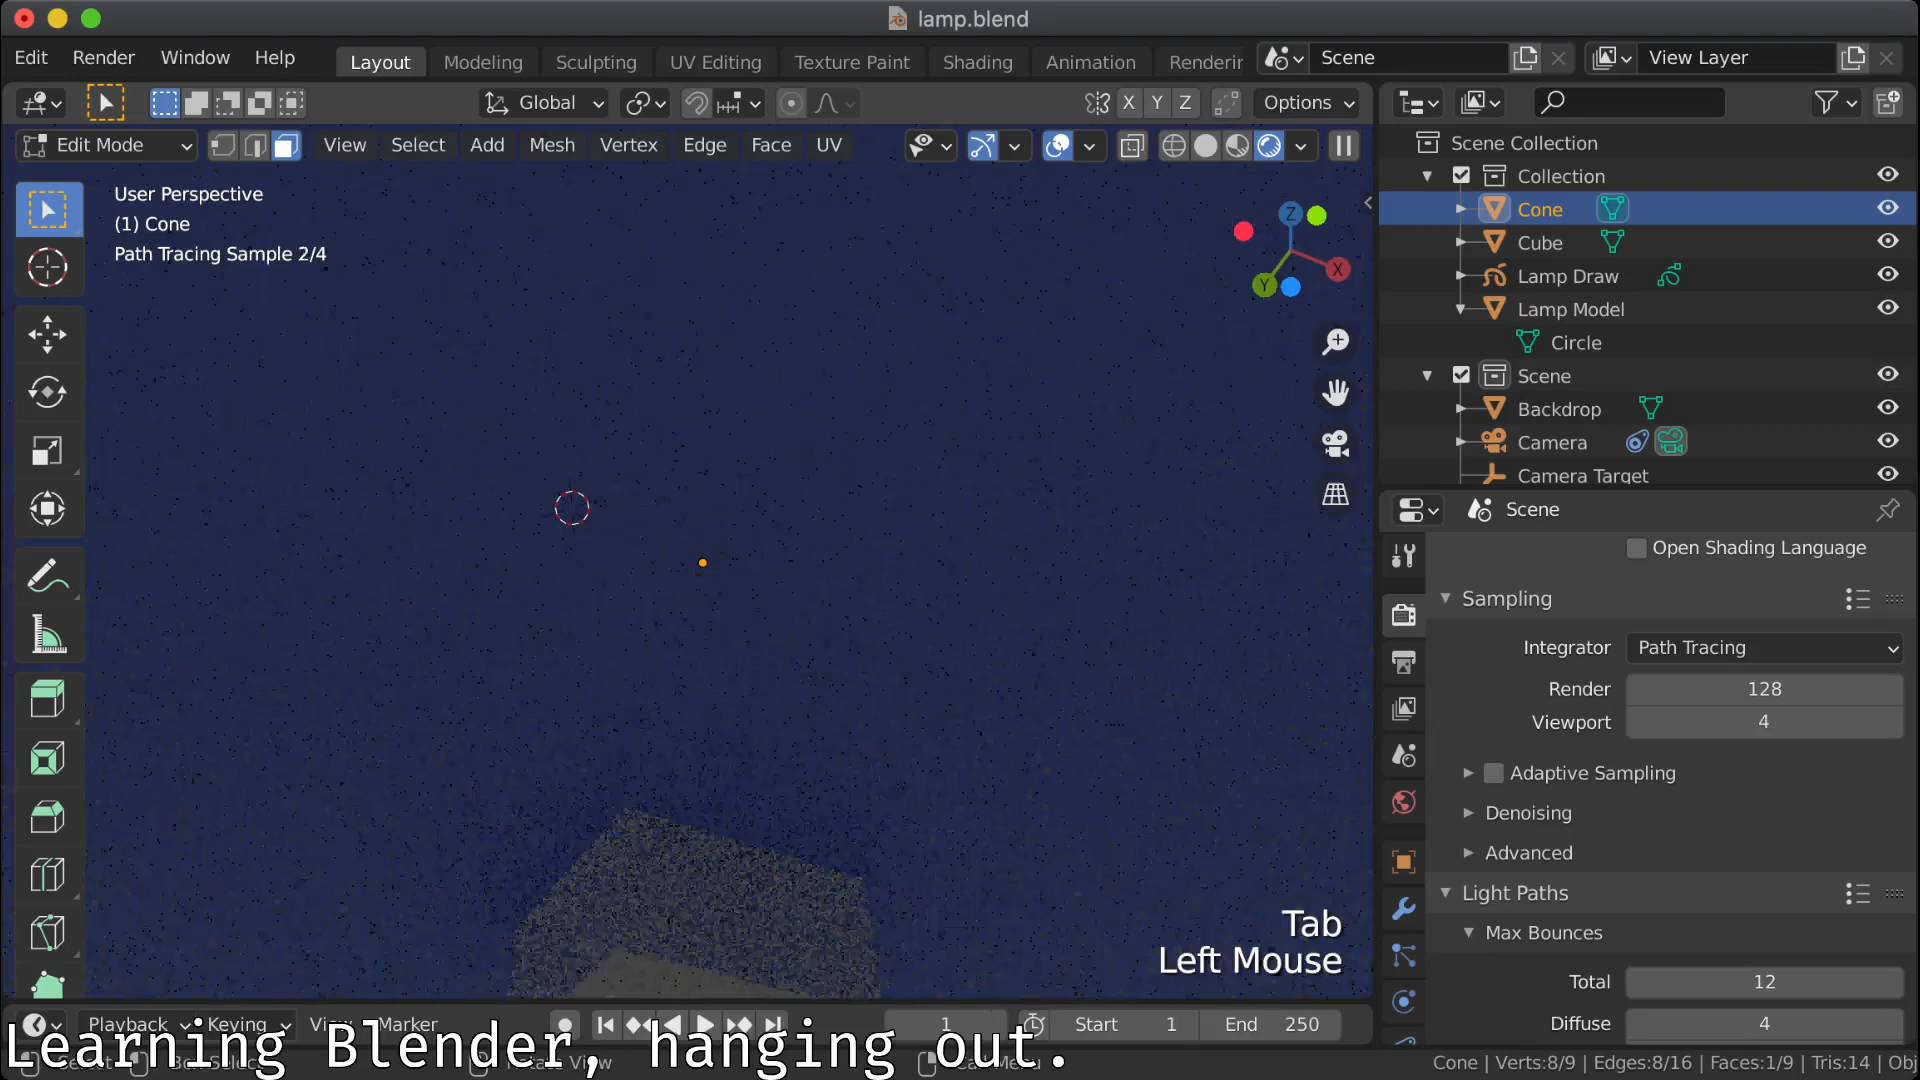 lamp.blend
Edit Render Window Help Layout Modeling Sculpting UV Editing Texture Paint Shading Animation Scene View Layer
Global X Y Z Options
Edit Mode View Select Add Mesh Vertex Edge Face UV
User Perspective
(1) Cone
Path Tracing Sample 2/4
Z
X
Y
Scene Collection
Collection
Cone
Cube
Lamp Draw
Lamp Model
Circle
Scene
Backdrop
Camera
Camera Target
Scene
Open Shading Language
Sampling
Integrator Path Tracing
Render 128
Viewport 4
Adaptive Sampling
Denoising
Advanced
Light Paths
Max Bounces
Total 12
Diffuse 4
Tab
Left Mouse
Playback Keying Marker 1 Start 1 End 250
Learning Blender, hanging out.
Cone | Verts:8/9 | Edges:8/16 | Faces:1/9 | Tris:14 | Obj